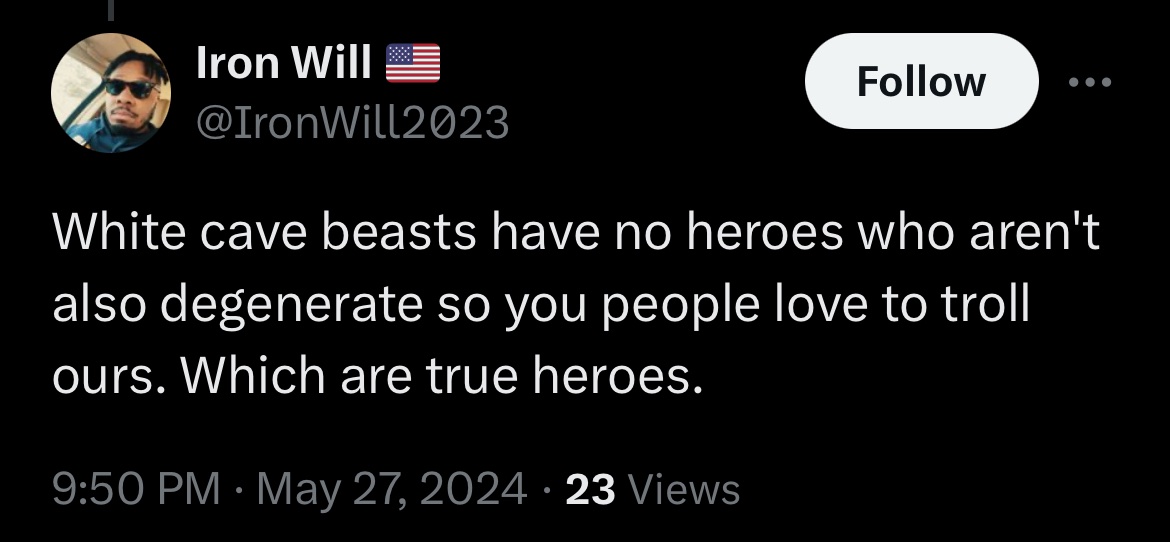 Iron Will 🇺🇸
Follow
@IronWill2023
White cave beasts have no heroes who aren't
also degenerate so you people love to troll
ours. Which are true heroes.
9:50 PM · May 27, 2024 · 23 Views